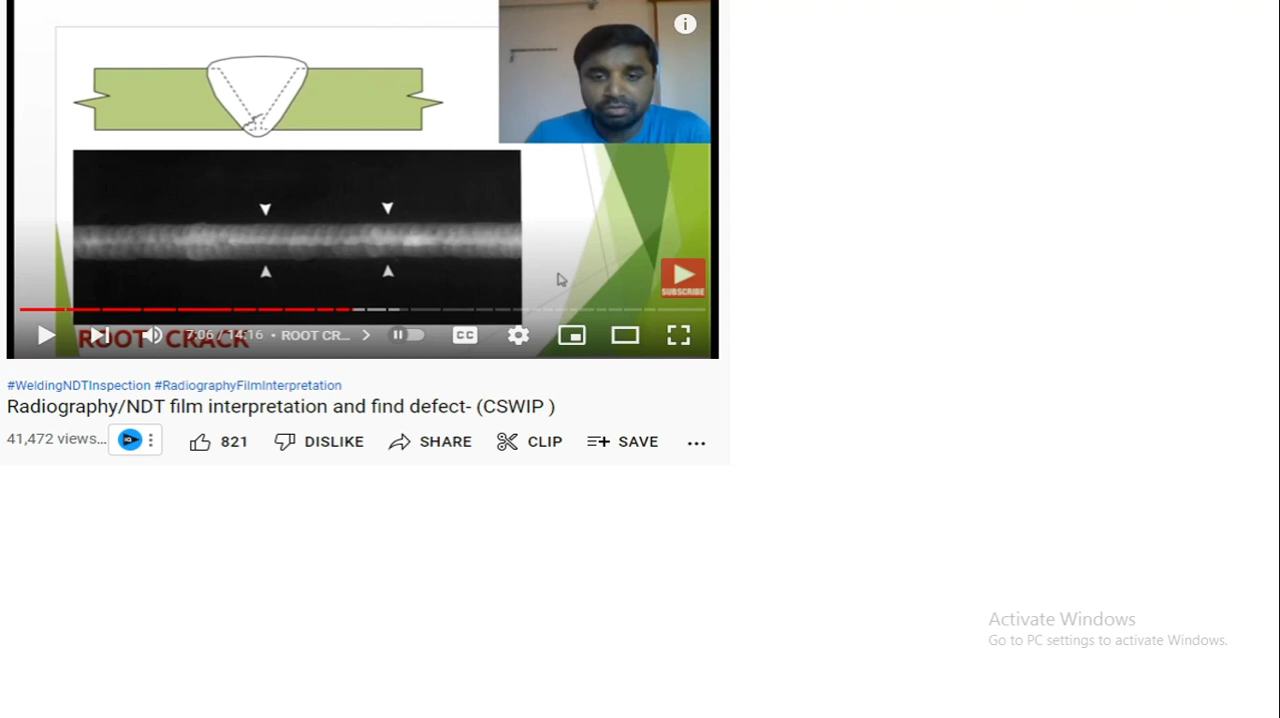 SUBSCRIBE
ROOT CRACK
7:06 / 14:16 • ROOT CR...
CC
#WeldingNDTInspection #RadiographyFilmInterpretation
Radiography/NDT film interpretation and find defect- (CSWIP )
41,472 views...
821
DISLIKE
SHARE
CLIP
SAVE
Activate Windows
Go to PC settings to activate Windows.